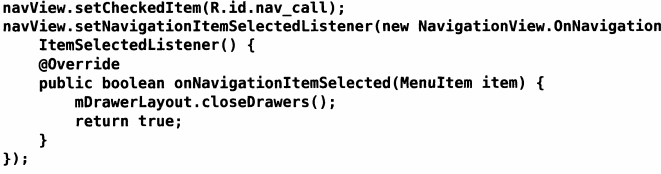 navView.setCheckedItem(R.id.nav_call);
navView.setNavigationItemSelectedListener(new NavigationView.OnNavigation
    ItemSelectedListener() {
    @Override
    public boolean onNavigationItemSelected(MenuItem item) {
        mDrawerLayout.closeDrawers();
        return true;
    }
});